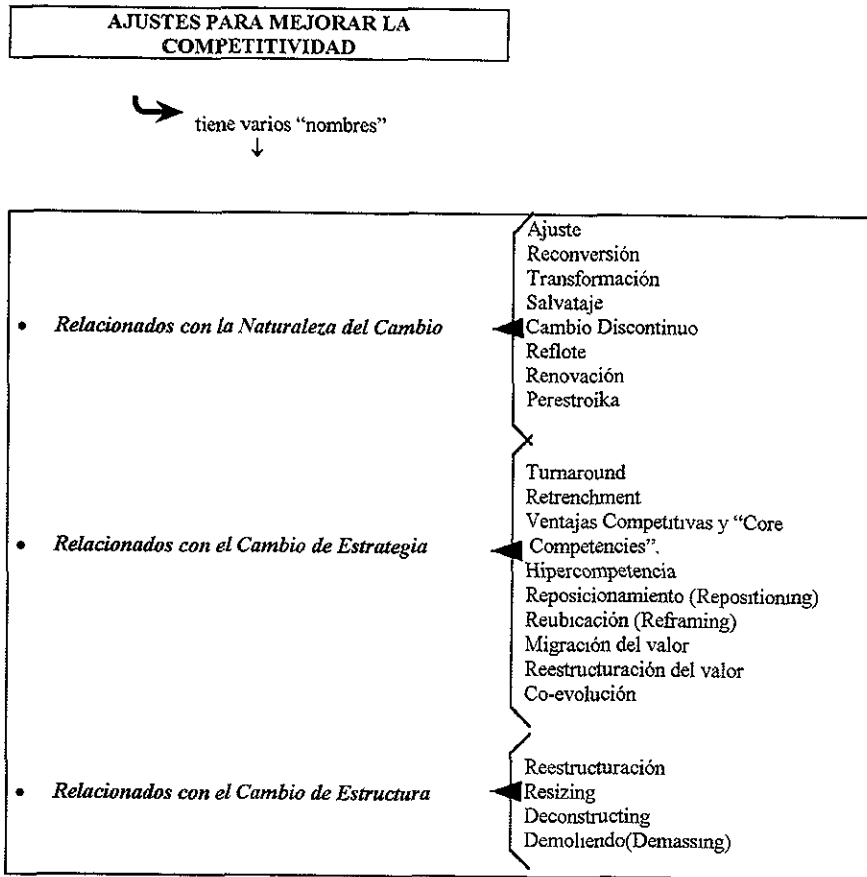 AJUSTES PARA MEJORAR LA
COMPETITIVIDAD
tiene varios “nombres”
• Relacionados con la Naturaleza del Cambio
Ajuste
Reconversión
Transformación
Salvataje
Cambio Discontinuo
Reflote
Renovación
Perestroika
• Relacionados con el Cambio de Estrategia
Turnaround
Retrenchment
Ventajas Competitivas y “Core
Competencies”.
Hipercompetencia
Reposicionamiento (Repositioning)
Reubicación (Reframing)
Migración del valor
Reestructuración del valor
Co-evolución
• Relacionados con el Cambio de Estructura
Reestructuración
Resizing
Deconstructing
Demoliendo(Demassing)